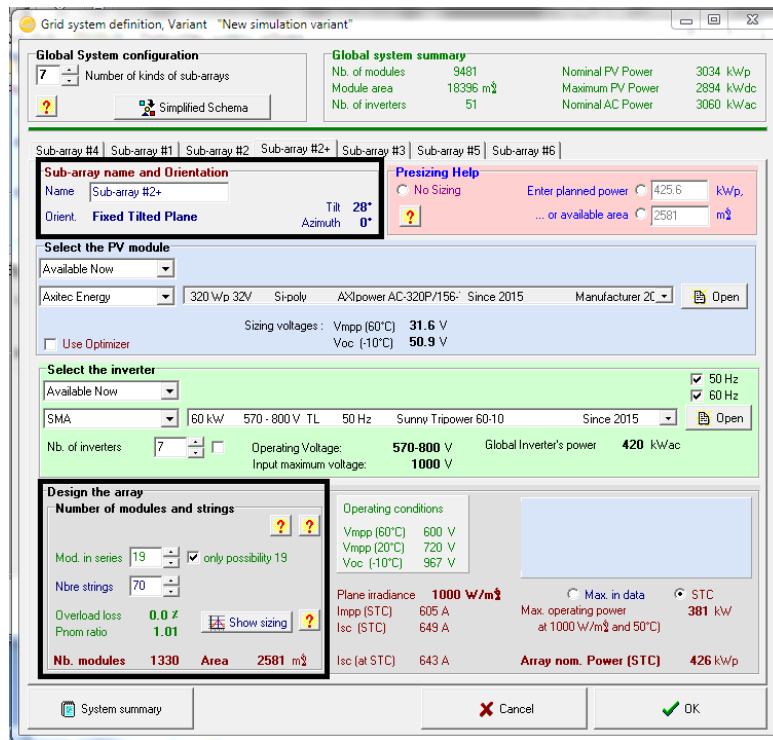 Grid system definition, Variant "New simulation variant"
Global System configuration
7 Number of kinds of sub-arrays
? Simplified Schema
Global system summary
Nb. of modules 9481 Nominal PV Power 3034 kWp
Module area 18396 m² Maximum PV Power 2894 kWdc
Nb. of inverters 51 Nominal AC Power 3060 kWac
Sub-array #4 Sub-array #1 Sub-array #2 Sub-array #2+ Sub-array #3 Sub-array #5 Sub-array #6
Sub-array name and Orientation
Name Sub-array #2+
Orient. Fixed Tilted Plane Tilt 28°
Azimuth 0°
Presizing Help
No Sizing Enter planned power 425.6 kWp,
? ... or available area 2581 m²
Select the PV module
Available Now
Axitec Energy 320 Wp 32V Si-poly AXIpower AC-320P/156- Since 2015 Manufacturer 20 Open
Sizing voltages : Vmpp (60°C) 31.6 V
Use Optimizer Voc (-10°C) 50.9 V
Select the inverter
Available Now 50 Hz
60 Hz
SMA 60 kW 570 - 800 V TL 50 Hz Sunny Tripower 60-10 Since 2015 Open
Nb. of inverters 7 Operating Voltage: 570-800 V Global Inverter's power 420 kWac
Input maximum voltage: 1000 V
Design the array
Number of modules and strings
? ?
Mod. in series 19 only possibility 19
Nbre strings 70
Overload loss 0.0 %
Pnom ratio 1.01 Show sizing ?
Nb. modules 1330 Area 2581 m²
Operating conditions
Vmpp (60°C) 600 V
Vmpp (20°C) 720 V
Voc (-10°C) 967 V
Plane irradiance 1000 W/m² Max. in data STC
Impp (STC) 605 A Max. operating power 381 kW
Isc (STC) 649 A at 1000 W/m² and 50°C)
Isc (at STC) 643 A Array nom. Power (STC) 426 kWp
System summary Cancel OK